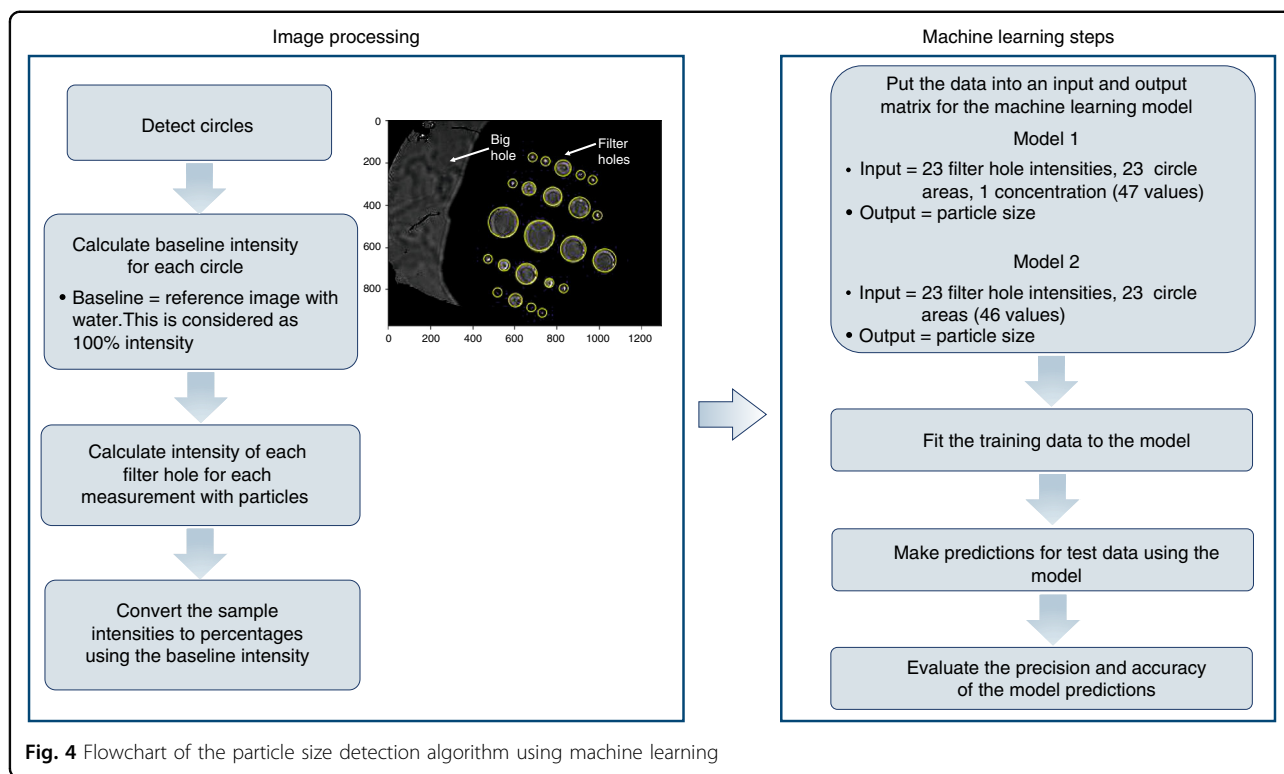 Image processing
Detect circles
Calculate baseline intensity
for each circle
• Baseline = reference image with
water.This is considered as
100% intensity
Calculate intensity of each
filter hole for each
measurement with particles
Convert the sample
intensities to percentages
using the baseline intensity
0
200
400
600
800
0 200 400 600 800 1000 1200
Big
hole
Filter
holes
Machine learning steps
Put the data into an input and output
matrix for the machine learning model
Model 1
• Input = 23 filter hole intensities, 23 circle
areas, 1 concentration (47 values)
• Output = particle size
Model 2
• Input = 23 filter hole intensities, 23 circle
areas (46 values)
• Output = particle size
Fit the training data to the model
Make predictions for test data using the
model
Evaluate the precision and accuracy
of the model predictions
Fig. 4 Flowchart of the particle size detection algorithm using machine learning